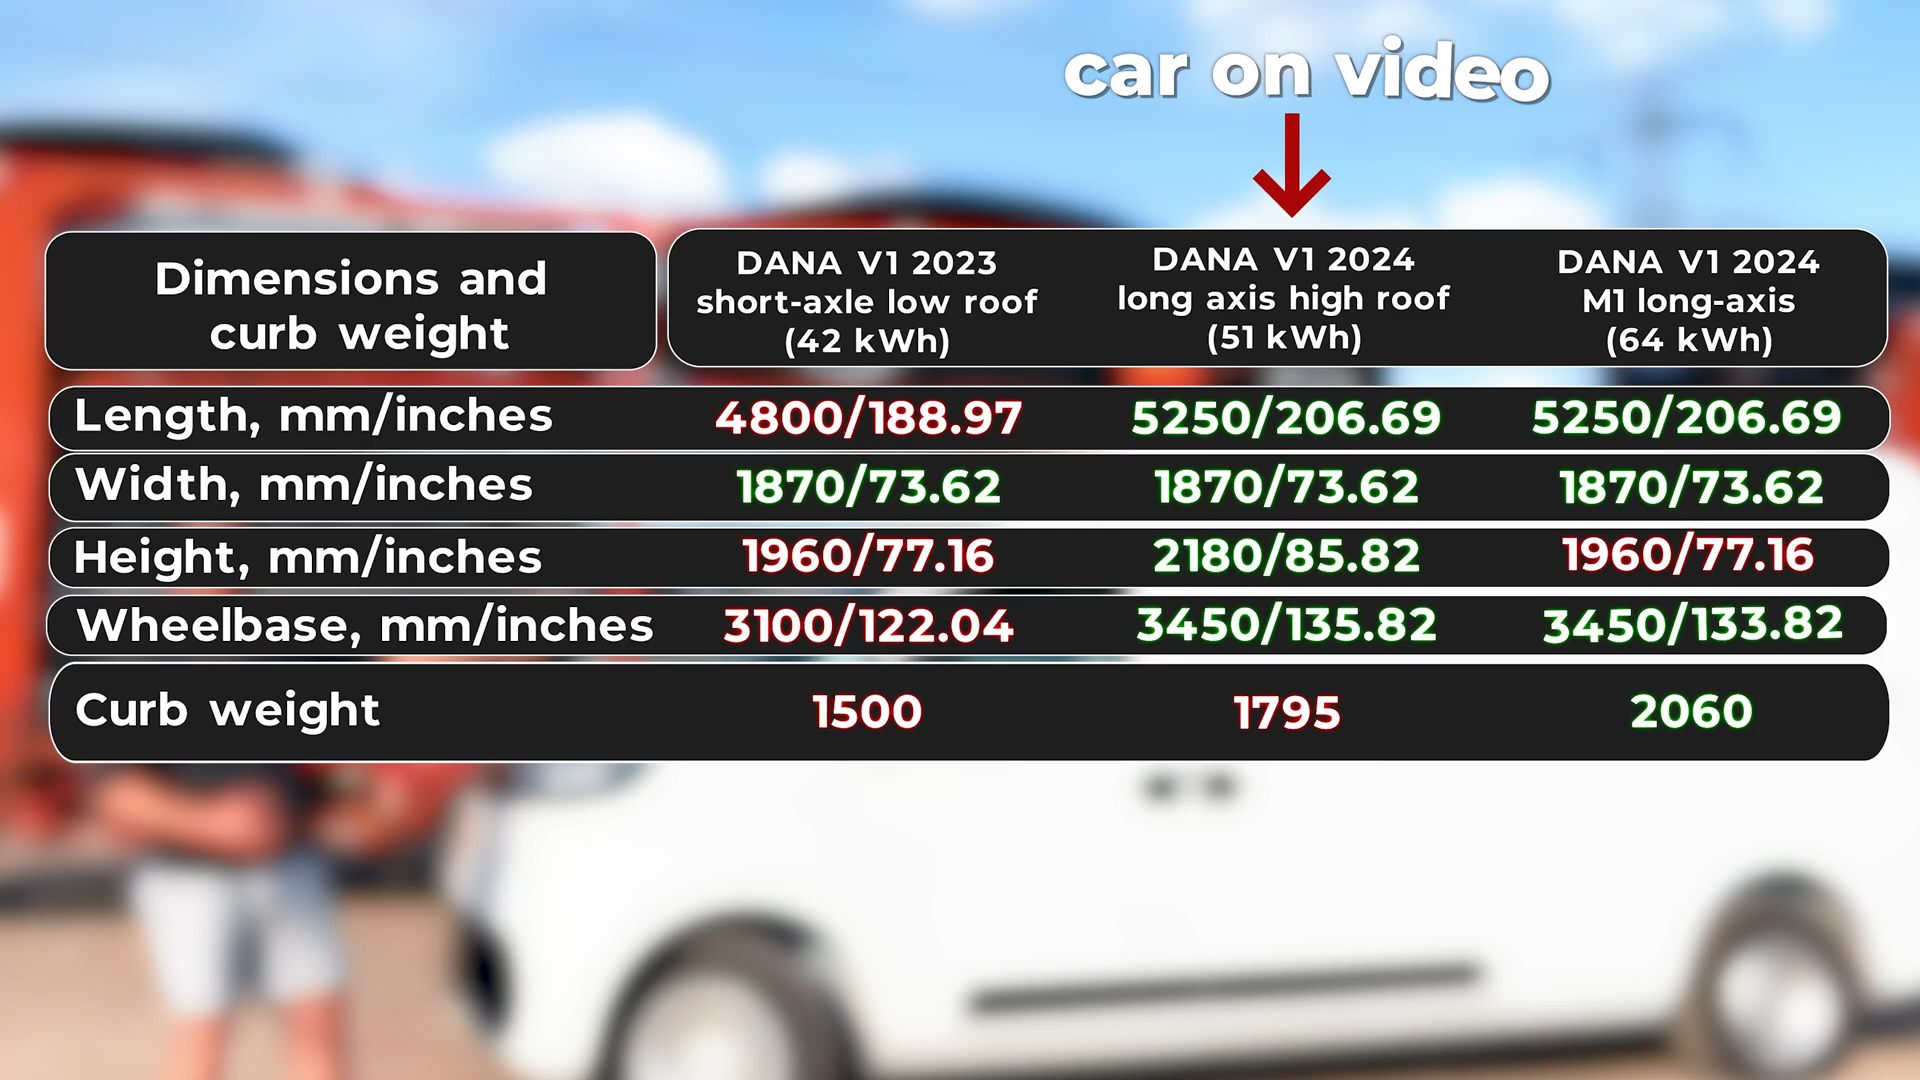 car on video
Dimensions and
curb weight
DANA V1 2023
short-axle low roof
(42 kWh)
DANA V1 2024
long axis high roof
(51 kWh)
DANA V1 2024
M1 long-axis
(64 kWh)
Length, mm/inches 4800/188.97 5250/206.69 5250/206.69
Width, mm/inches 1870/73.62 1870/73.62 1870/73.62
Height, mm/inches 1960/77.16 2180/85.82 1960/77.16
Wheelbase, mm/inches 3100/122.04 3450/135.82 3450/133.82
Curb weight 1500 1795 2060